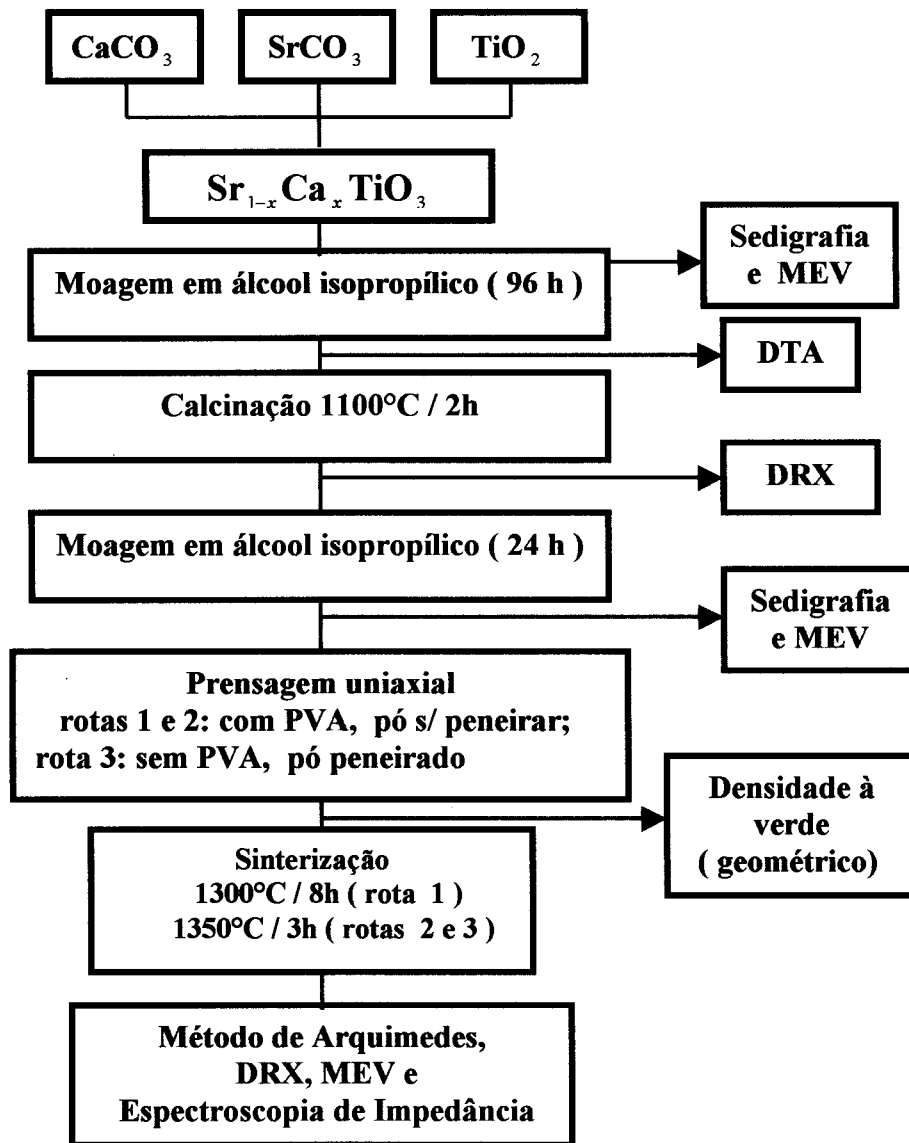 CaCO₃
SrCO₃
TiO₂
Sr₁₋ₓCaₓTiO₃
Moagem em álcool isopropílico ( 96 h )
Sedigrafia
e MEV
DTA
Calcinação 1100°C / 2h
DRX
Moagem em álcool isopropílico ( 24 h )
Sedigrafia
e MEV
Prensagem uniaxial
rotas 1 e 2: com PVA, pó s/ peneirar;
rota 3: sem PVA, pó peneirado
Densidade à
verde
( geométrico)
Sinterização
1300°C / 8h ( rota 1 )
1350°C / 3h ( rotas 2 e 3 )
Método de Arquimedes,
DRX, MEV e
Espectroscopia de Impedância